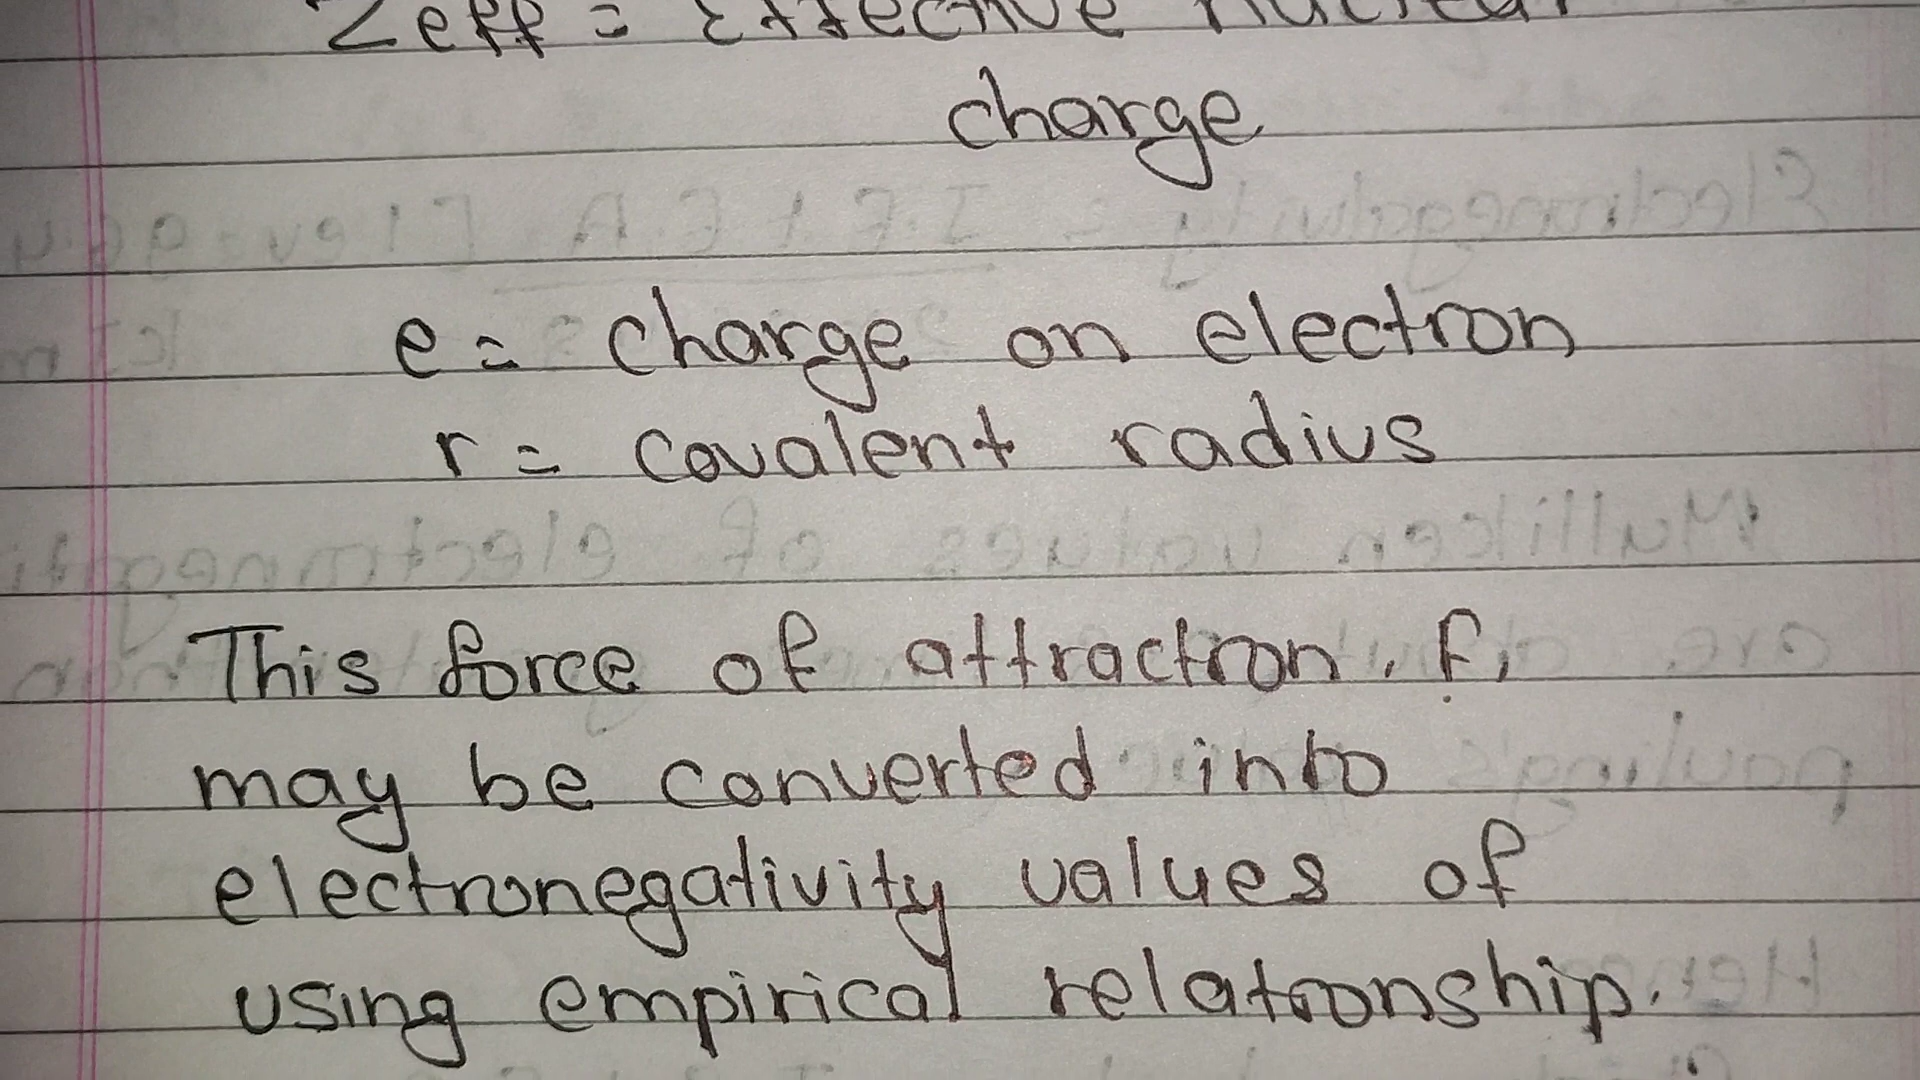 Zeff = Effective nuclear
charge
e = charge on electron
r = covalent radius
This force of attraction, F,
may be converted into
electronegativity values of
using empirical relationship.